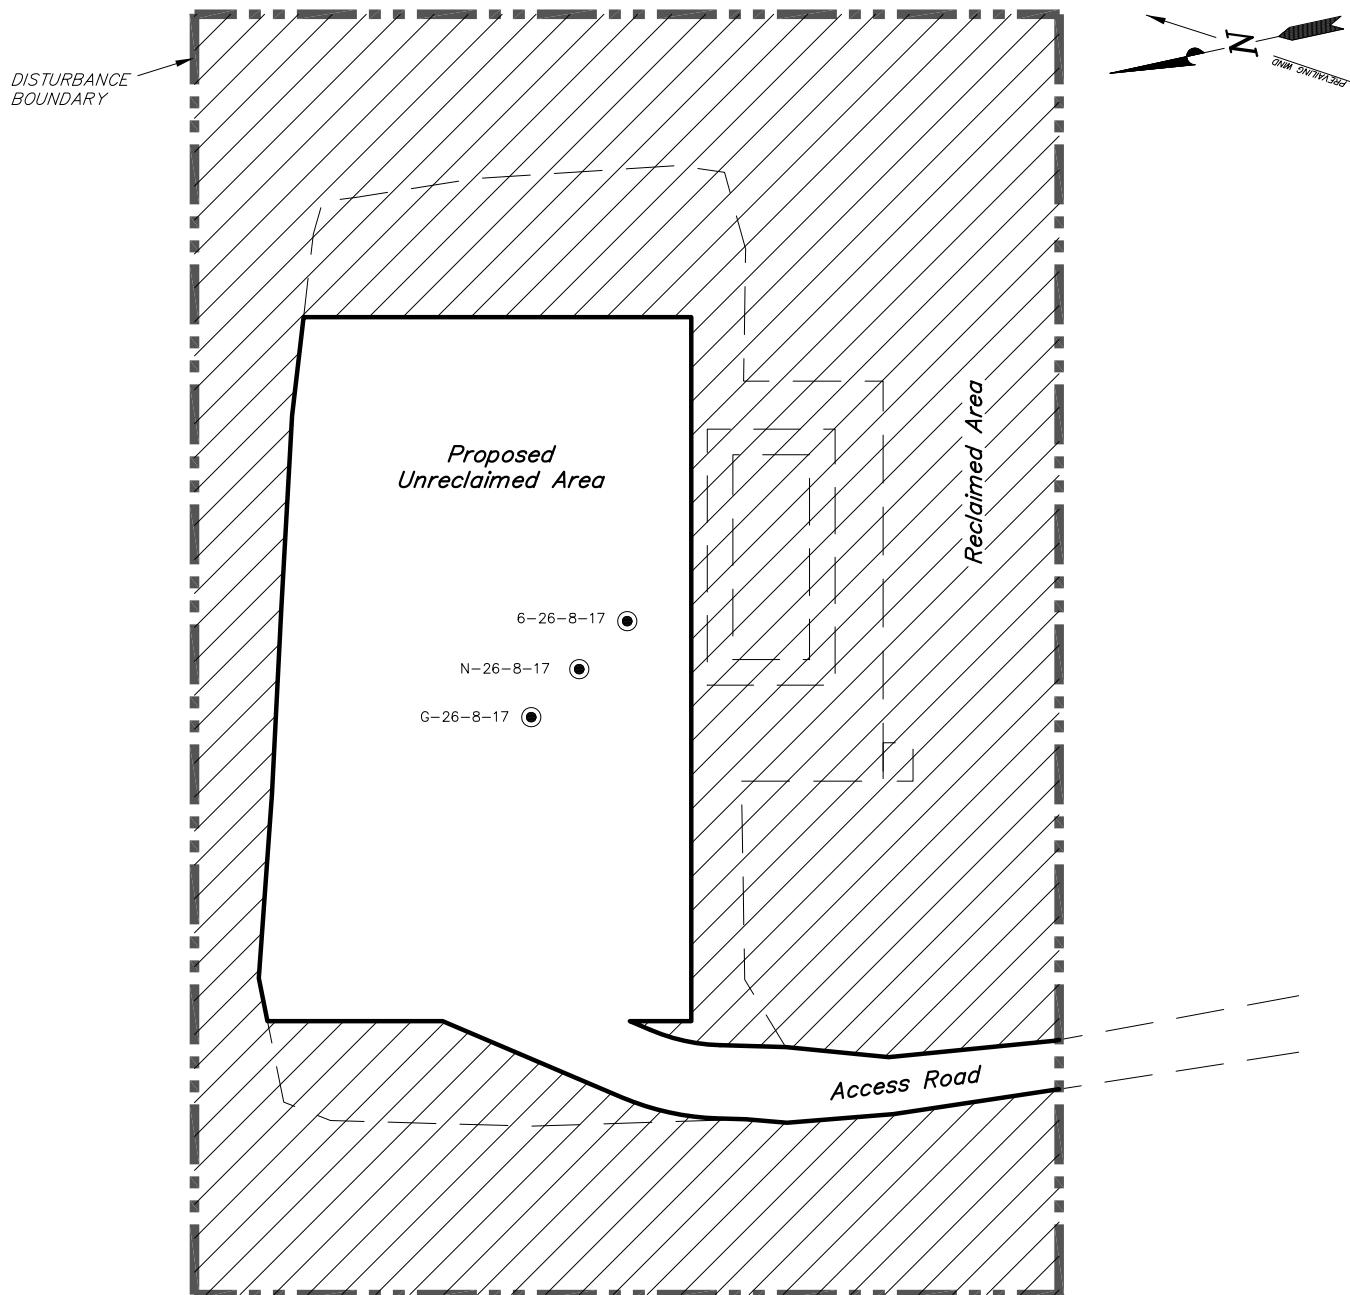 DISTURBANCE
BOUNDARY
N
PREVAILING WIND
Proposed
Unreclaimed Area
Reclaimed Area
6-26-8-17
N-26-8-17
G-26-8-17
Access Road